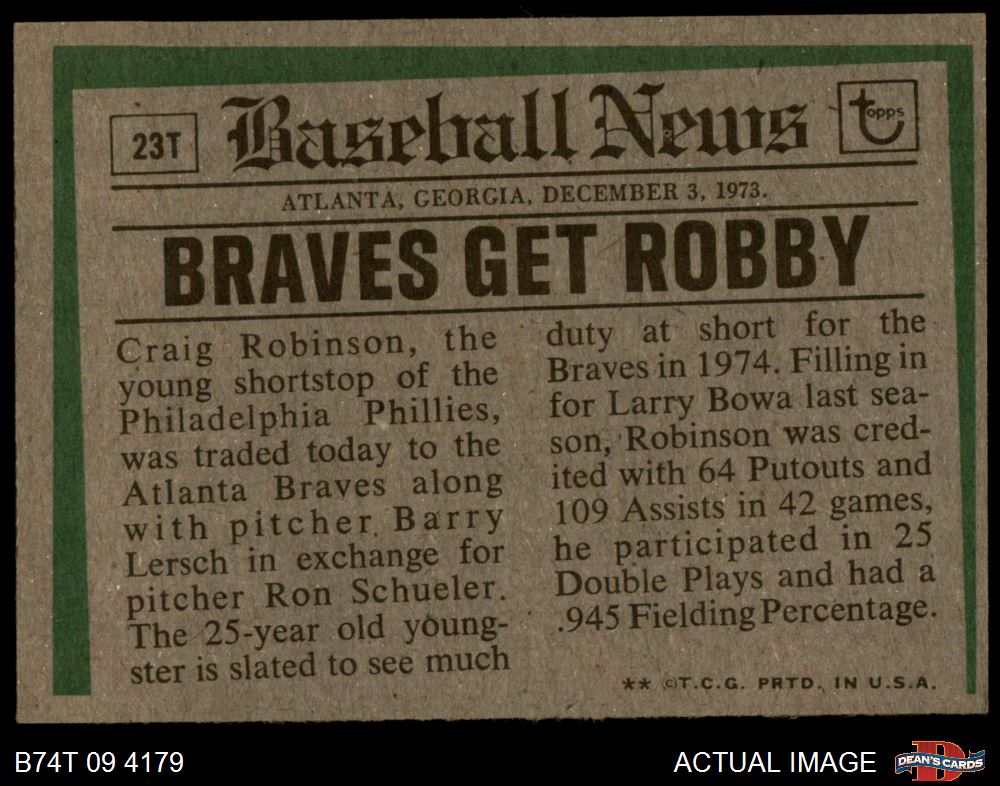 23T
Baseball News
topps
ATLANTA, GEORGIA, DECEMBER 3, 1973.
BRAVES GET ROBBY
Craig Robinson, the
young shortstop of the
Philadelphia Phillies,
was traded today to the
Atlanta Braves along
with pitcher Barry
Lersch in exchange for
pitcher Ron Schueler.
The 25-year old young-
ster is slated to see much
duty at short for the
Braves in 1974. Filling in
for Larry Bowa last sea-
son, Robinson was cred-
ited with 64 Putouts and
109 Assists in 42 games,
he participated in 25
Double Plays and had a
.945 Fielding Percentage.
** ©T.C.G. PRTD. IN U.S.A.
B74T 09 4179
ACTUAL IMAGE
D
DEAN'S CARDS